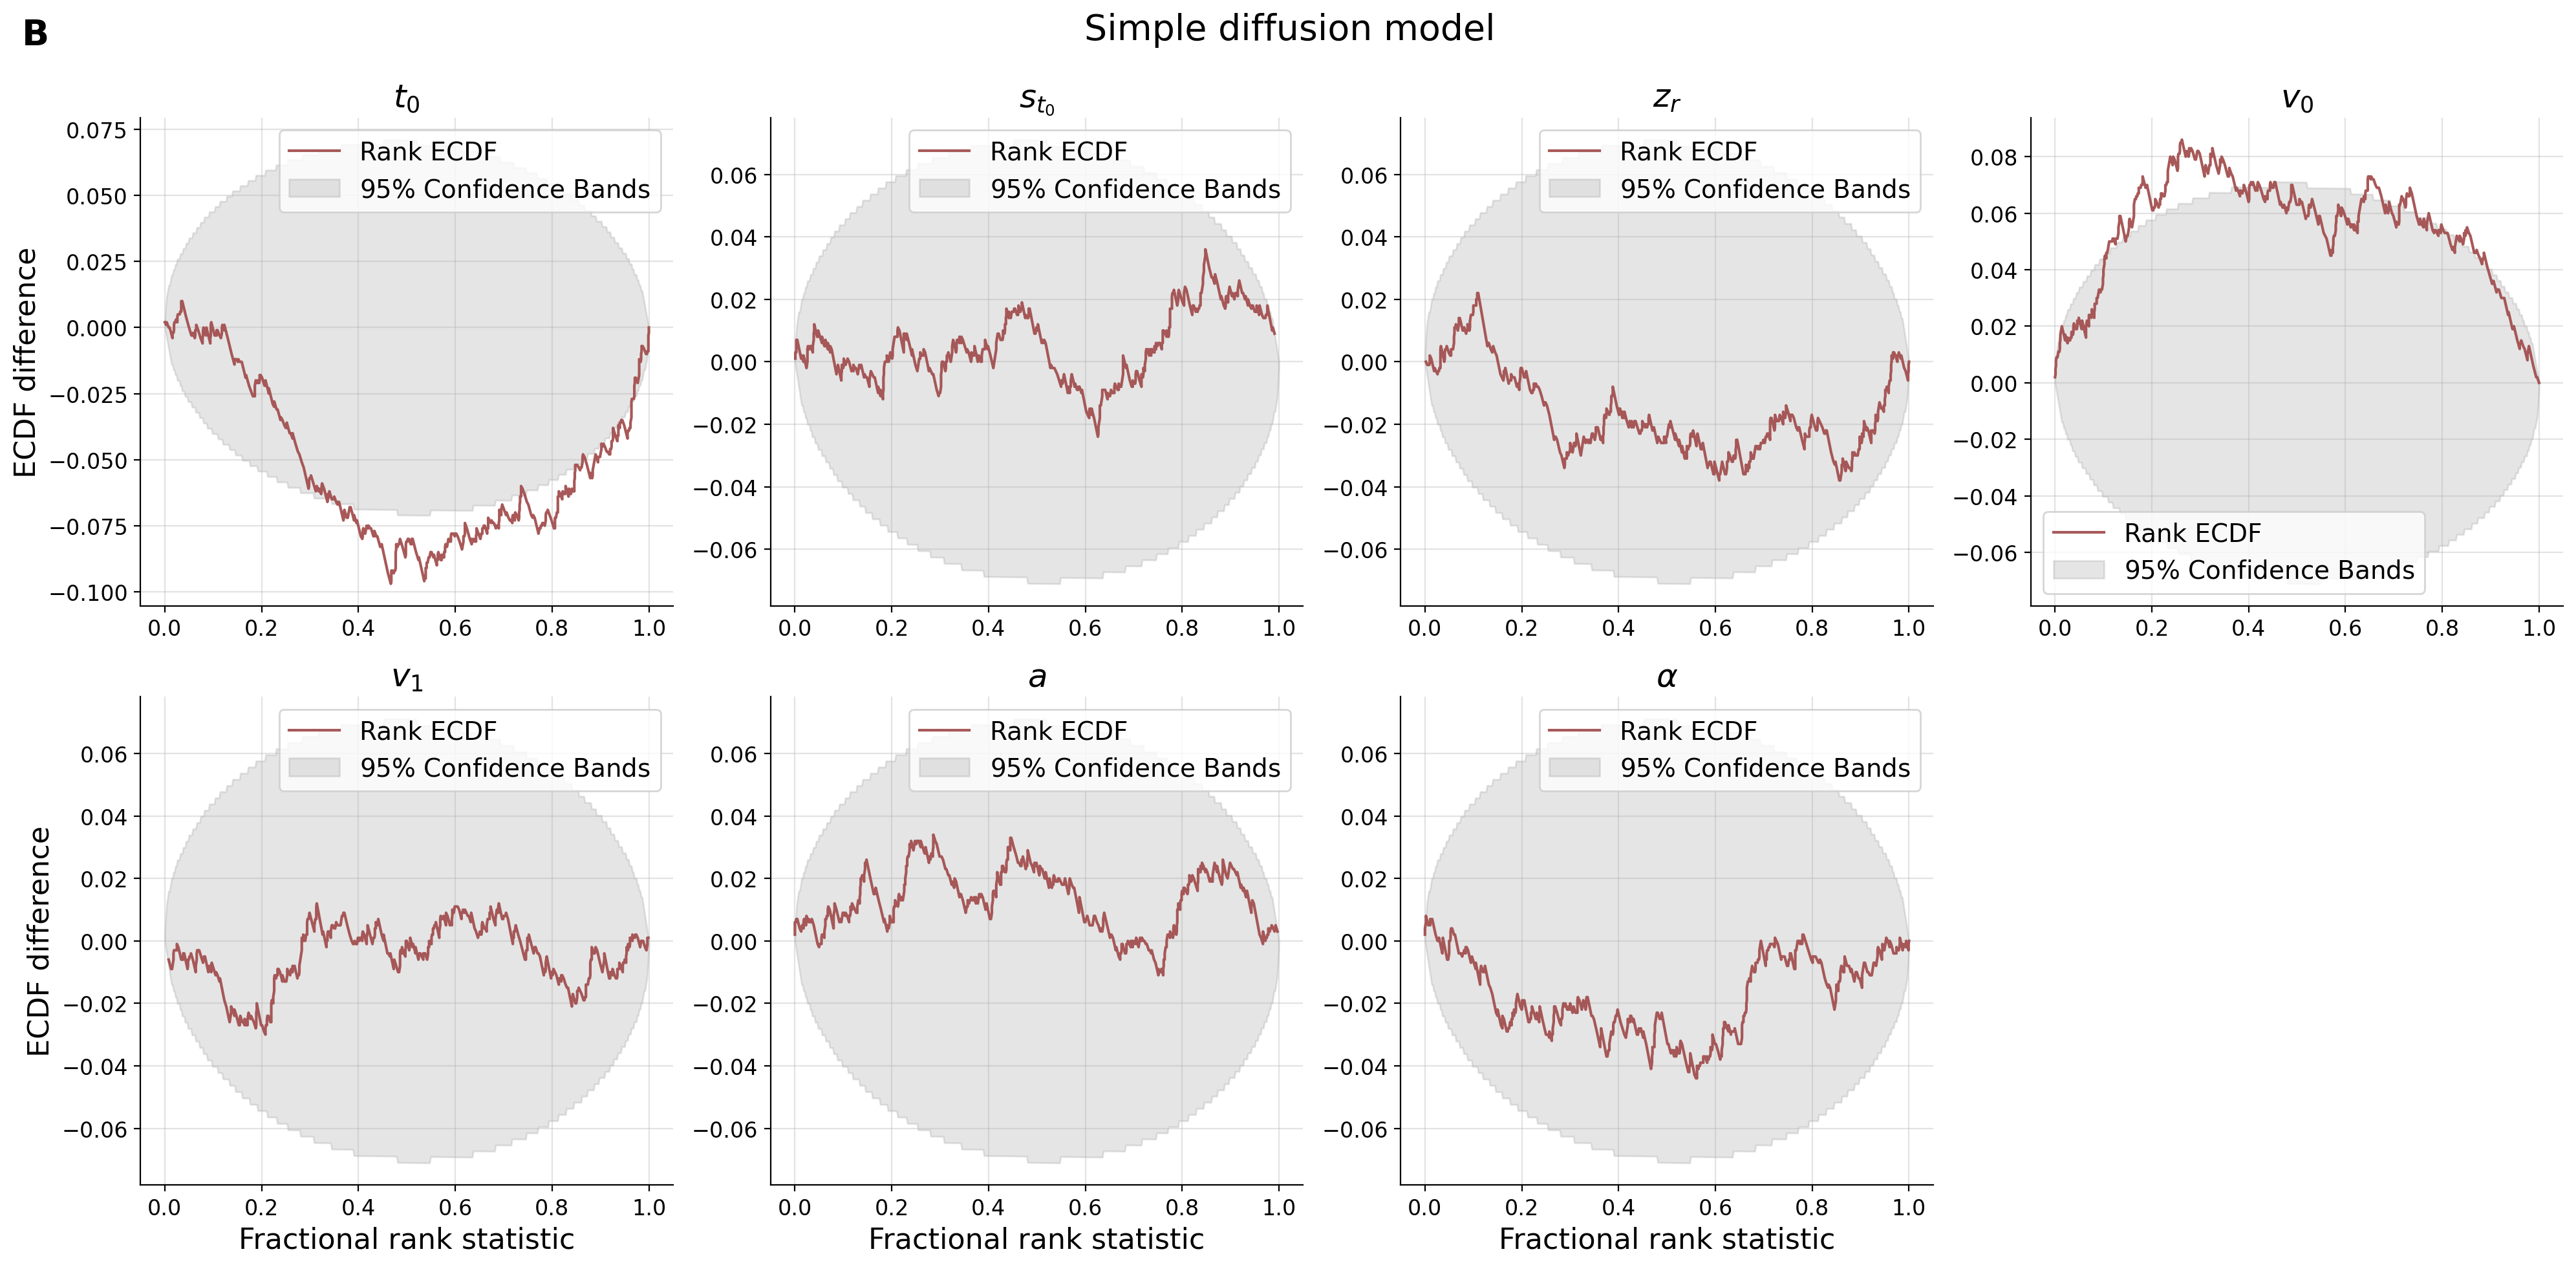 B
Simple diffusion model
t0
Rank ECDF
95% Confidence Bands
0.075
0.050
0.025
0.000
−0.025
−0.050
−0.075
−0.100
ECDF difference
0.0 0.2 0.4 0.6 0.8 1.0
st0
Rank ECDF
95% Confidence Bands
0.06
0.04
0.02
0.00
−0.02
−0.04
−0.06
0.0 0.2 0.4 0.6 0.8 1.0
zr
Rank ECDF
95% Confidence Bands
0.06
0.04
0.02
0.00
−0.02
−0.04
−0.06
0.0 0.2 0.4 0.6 0.8 1.0
v0
0.08
0.06
0.04
0.02
0.00
−0.02
−0.04
−0.06
Rank ECDF
95% Confidence Bands
0.0 0.2 0.4 0.6 0.8 1.0
v1
Rank ECDF
95% Confidence Bands
0.06
0.04
0.02
0.00
−0.02
−0.04
−0.06
ECDF difference
0.0 0.2 0.4 0.6 0.8 1.0
Fractional rank statistic
a
Rank ECDF
95% Confidence Bands
0.06
0.04
0.02
0.00
−0.02
−0.04
−0.06
0.0 0.2 0.4 0.6 0.8 1.0
Fractional rank statistic
α
Rank ECDF
95% Confidence Bands
0.06
0.04
0.02
0.00
−0.02
−0.04
−0.06
0.0 0.2 0.4 0.6 0.8 1.0
Fractional rank statistic